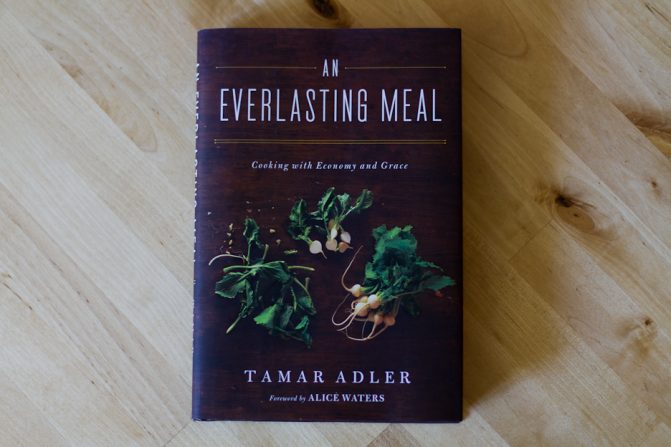 AN
EVERLASTING MEAL
Cooking with Economy and Grace
TAMAR ADLER
Foreword by ALICE WATERS